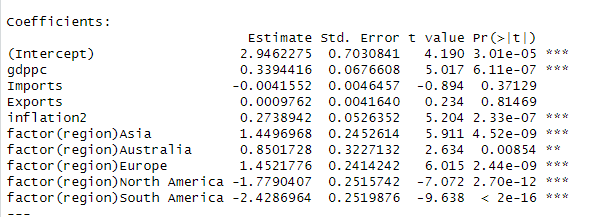 Coefficients:
Estimate Std. Error t value Pr(>|t|)
(Intercept) 2.9462275 0.7030841 4.190 3.01e-05 ***
gdppc 0.3394416 0.0676608 5.017 6.11e-07 ***
Imports -0.0041552 0.0046457 -0.894 0.37129
Exports 0.0009762 0.0041640 0.234 0.81469
inflation2 0.2738942 0.0526352 5.204 2.33e-07 ***
factor(region)Asia 1.4496968 0.2452614 5.911 4.52e-09 ***
factor(region)Australia 0.8501728 0.3227132 2.634 0.00854 **
factor(region)Europe 1.4521776 0.2414242 6.015 2.44e-09 ***
factor(region)North America -1.7790407 0.2515742 -7.072 2.70e-12 ***
factor(region)South America -2.4286964 0.2519876 -9.638 < 2e-16 ***
---